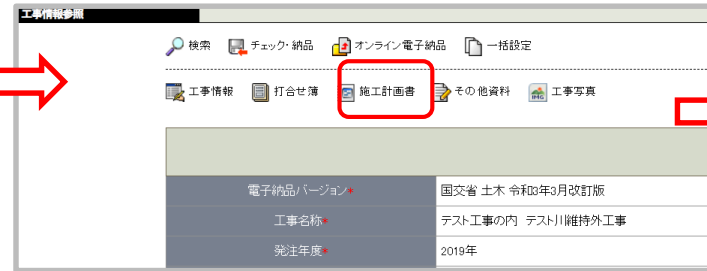 工事情報参照
検索 チェック・納品 オンライン電子納品 一括設定
工事情報 打合せ簿 施工計画書 その他資料 IMG 工事写真
電子納品バージョン* 国交省 土木 令和3年3月改訂版
工事名称* テスト工事の内 テスト川維持外工事
発注年度* 2019年